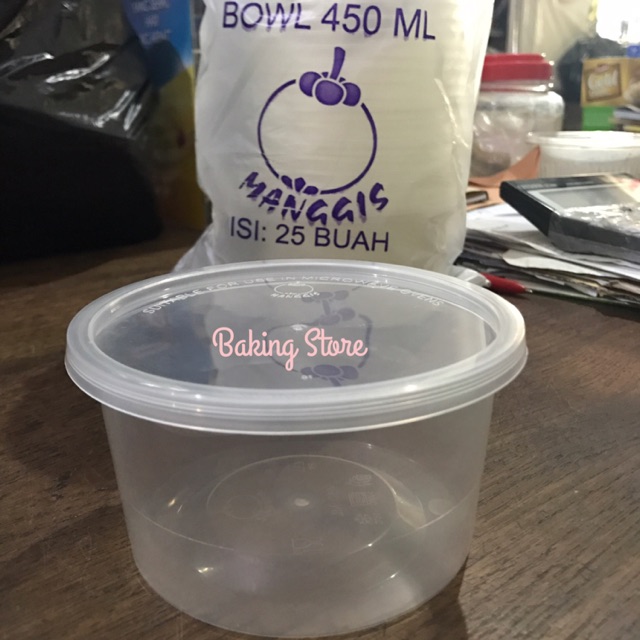 BOWL 450 ML
MANGGIS
ISI: 25 BUAH
Baking Store